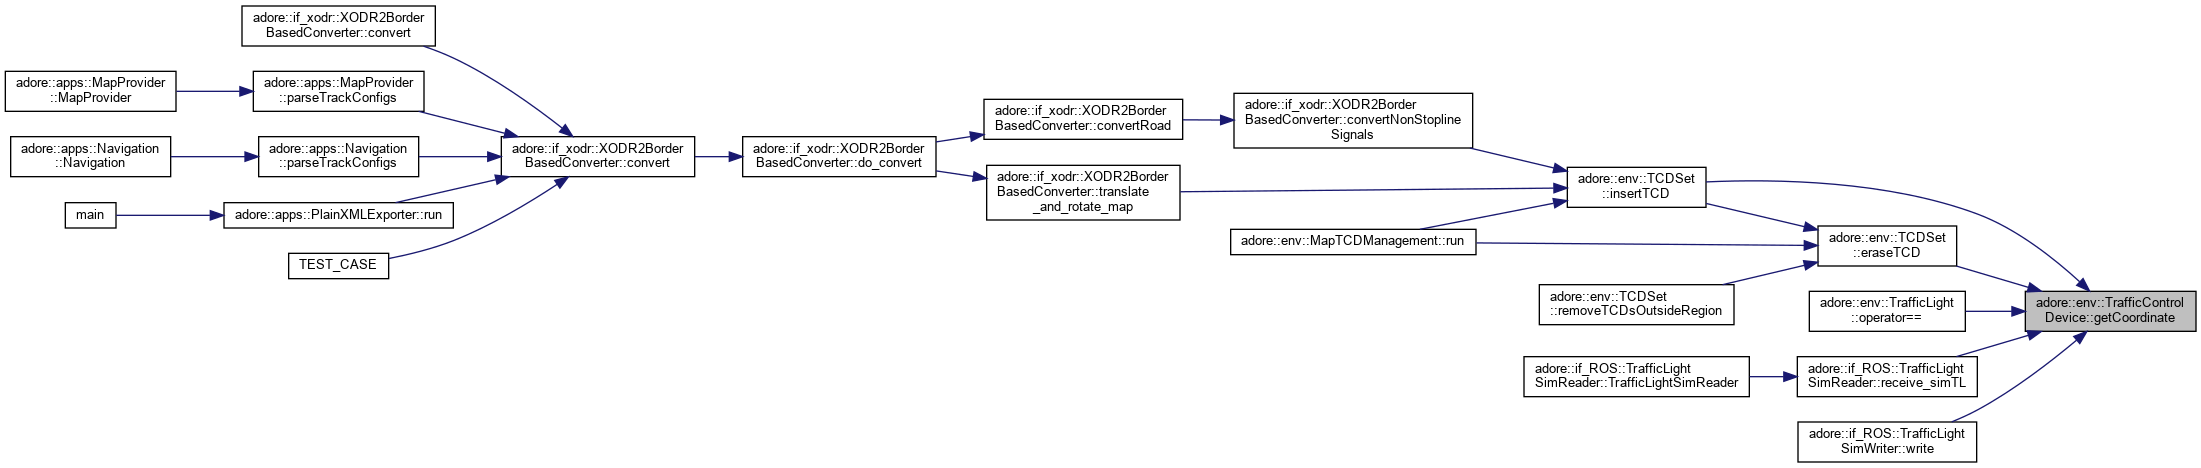 adore::if_xodr::XODR2Border
BasedConverter::convert
adore::apps::MapProvider
::MapProvider
adore::apps::MapProvider
::parseTrackConfigs
adore::apps::Navigation
::Navigation
adore::apps::Navigation
::parseTrackConfigs
main
adore::apps::PlainXMLExporter::run
TEST_CASE
adore::if_xodr::XODR2Border
BasedConverter::convert
adore::if_xodr::XODR2Border
BasedConverter::do_convert
adore::if_xodr::XODR2Border
BasedConverter::convertRoad
adore::if_xodr::XODR2Border
BasedConverter::translate
_and_rotate_map
adore::if_xodr::XODR2Border
BasedConverter::convertNonStopline
Signals
adore::env::MapTCDManagement::run
adore::env::TCDSet
::insertTCD
adore::env::TCDSet
::eraseTCD
adore::env::TCDSet
::removeTCDsOutsideRegion
adore::env::TrafficLight
::operator==
adore::if_ROS::TrafficLight
SimReader::TrafficLightSimReader
adore::if_ROS::TrafficLight
SimReader::receive_simTL
adore::if_ROS::TrafficLight
SimWriter::write
adore::env::TrafficControl
Device::getCoordinate